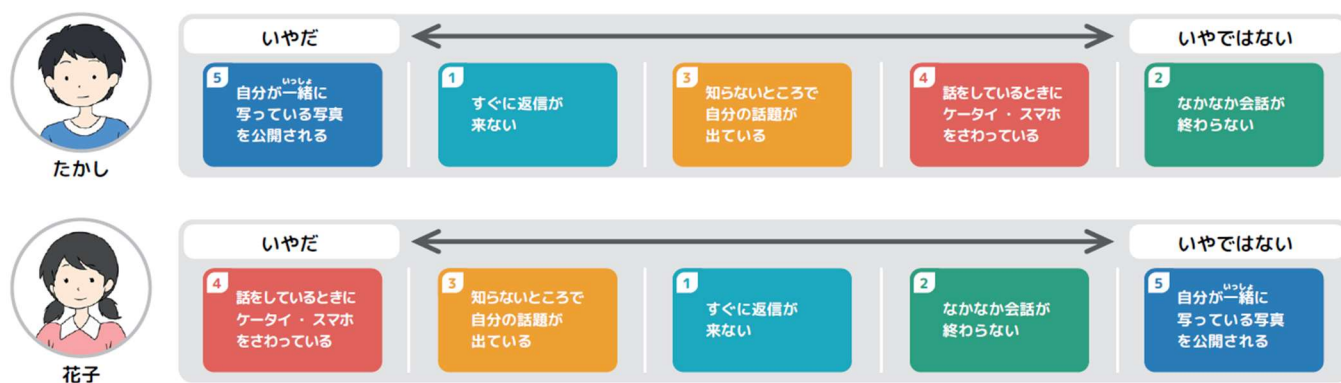 いやだ
いやではない
5
いっしょ
自分が一緒に
写っている写真
を公開される
1
すぐに返信が
来ない
3
知らないところで
自分の話題が
出ている
4
話をしているときに
ケータイ・スマホ
をさわっている
2
なかなか会話が
終わらない
たかし
いやだ
いやではない
4
話をしているときに
ケータイ・スマホ
をさわっている
3
知らないところで
自分の話題が
出ている
1
すぐに返信が
来ない
2
なかなか会話が
終わらない
5
いっしょ
自分が一緒に
写っている写真
を公開される
花子